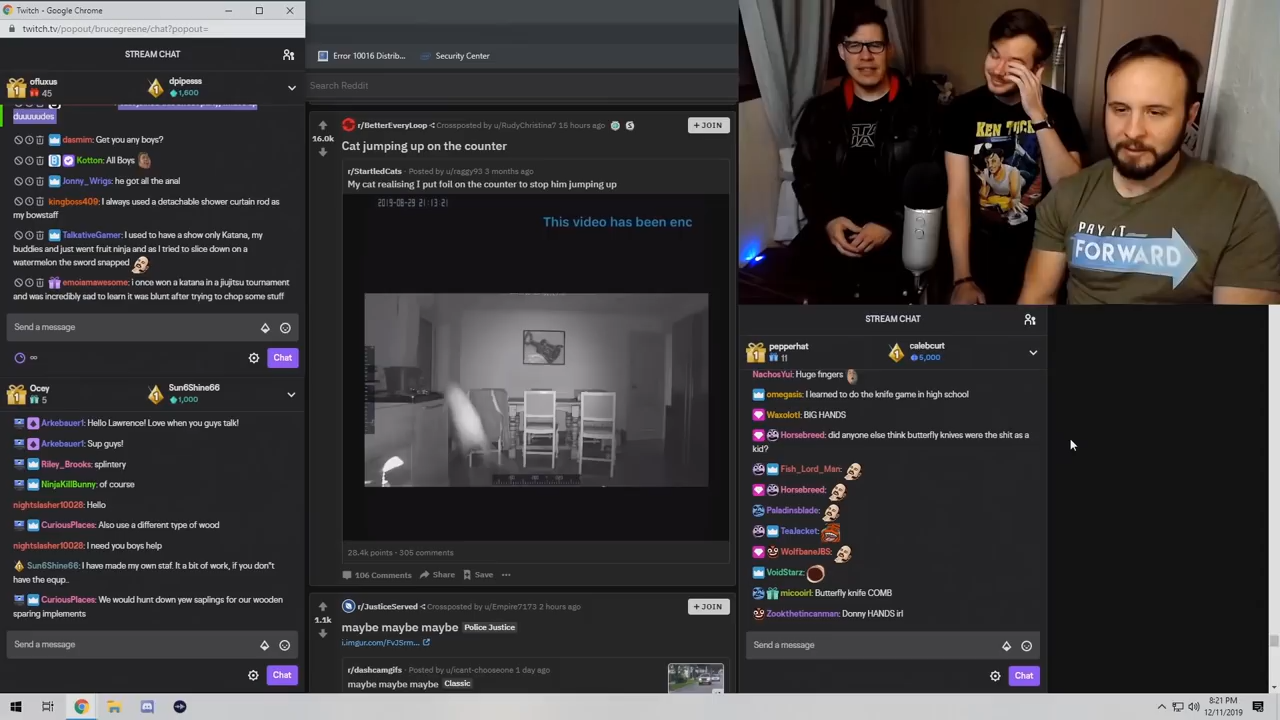 Twitch - Google Chrome
twitch.tv/popout/brucegreene/chat?popout=
STREAM CHAT
ofluxus
45
dpipesss
1,600
duuuuudes
dasmim: Get you any boys?
Kotton: All Boys
Jonny_Wrigs: he got all the anal
kingboss409: I always used a detachable shower curtain rod as
my bowstaff
TalkativeGamer: I used to have a show only Katana, my
buddies and just went fruit ninja and as I tried to slice down on a
watermelon the sword snapped
emoiamawesome: i once won a katana in a jiujitsu tournament
and was incredibly sad to learn it was blunt after trying to chop some stuff
Send a message
Chat
Ocey
5
Sun6Shine66
1,000
Arkebauer1: Hello Lawrence! Love when you guys talk!
Arkebauer1: Sup guys!
Riley_Brooks: splintery
NinjaKillBunny: of course
nightslasher10028: Hello
CuriousPlaces: Also use a different type of wood
nightslasher10028: I need you boys help
Sun6Shine66: I have made my own staf. It a bit of work, if you don"t
have the equp..
CuriousPlaces: We would hunt down yew saplings for our wooden
sparing implements
Send a message
Chat
Error 10016 Distrib...
Security Center
Search Reddit
16.0k
r/BetterEveryLoop
Crossposted by u/RudyChristina7 15 hours ago
+ JOIN
Cat jumping up on the counter
r/StartledCats
Posted by u/raggy93 3 months ago
My cat realising I put foil on the counter to stop him jumping up
2019-08-29 21:13:21
This video has been enc
28.4k points · 305 comments
106 Comments
Share
Save
1.1k
r/JusticeServed
Crossposted by u/Empire7173 2 hours ago
+ JOIN
maybe maybe maybe
Police Justice
i.imgur.com/FvJSrm...
r/dashcamgifs
Posted by u/icant-chooseone 1 day ago
maybe maybe maybe
Classic
KEN TUCK
PAY IT
FORWARD
STREAM CHAT
pepperhat
11
calebcurt
5,000
NachosYui: Huge fingers
omegasis: I learned to do the knife game in high school
Waxolotl: BIG HANDS
Horsebreed: did anyone else think butterfly knives were the shit as a
kid?
Fish_Lord_Man:
Horsebreed:
Paladinsblade:
TeaJacket:
WolfbaneJBS:
VoidStarz:
micooirl: Butterfly knife COMB
Zookthetincanman: Donny HANDS irl
Send a message
Chat
8:21 PM
12/11/2019